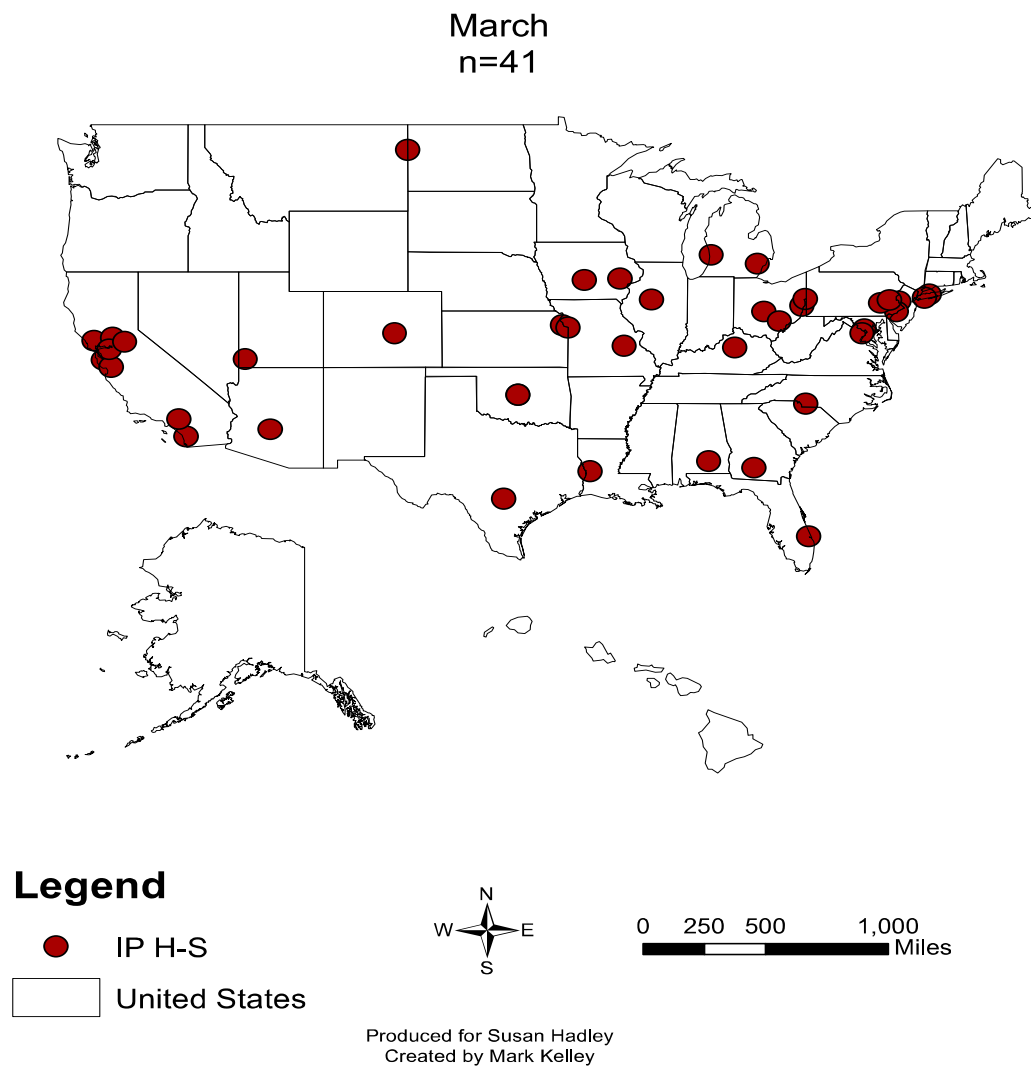 March
n=41
Legend
IP H-S
United States
N
W E
S
0 250 500 1,000
Miles
Produced for Susan Hadley
Created by Mark Kelley